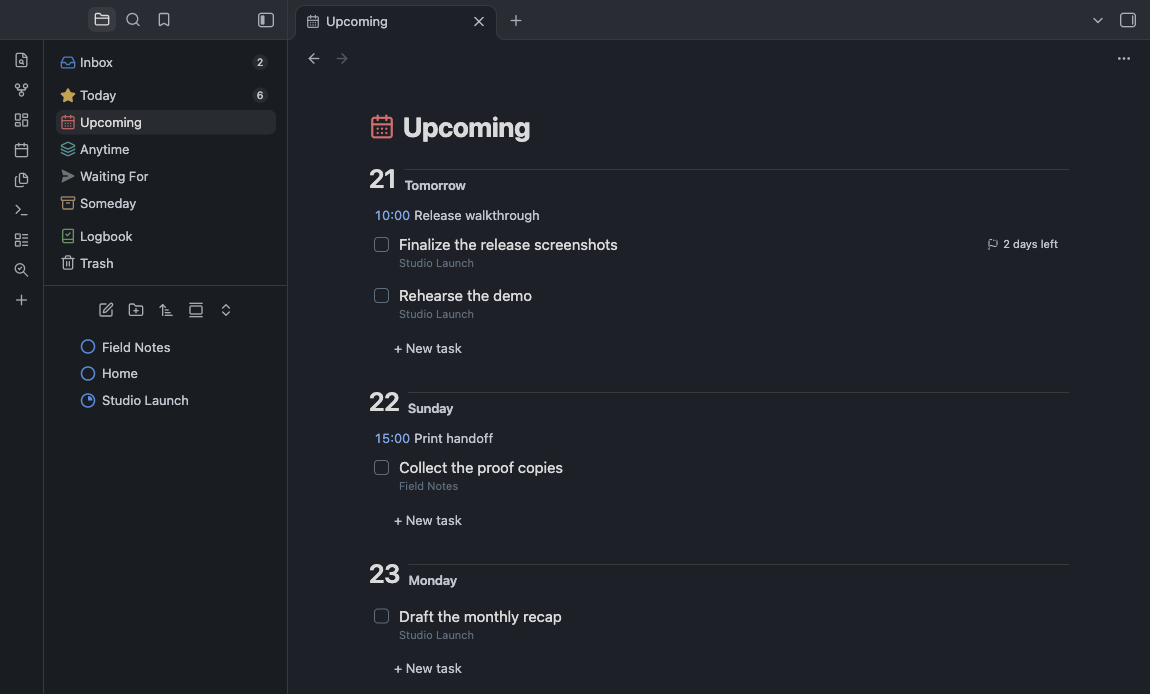 Upcoming
Inbox 2
Today 6
Upcoming
Anytime
Waiting For
Someday
Logbook
Trash
Field Notes
Home
Studio Launch
Upcoming
21 Tomorrow
10:00 Release walkthrough
Finalize the release screenshots 2 days left
Studio Launch
Rehearse the demo
Studio Launch
+ New task
22 Sunday
15:00 Print handoff
Collect the proof copies
Field Notes
+ New task
23 Monday
Draft the monthly recap
Studio Launch
+ New task